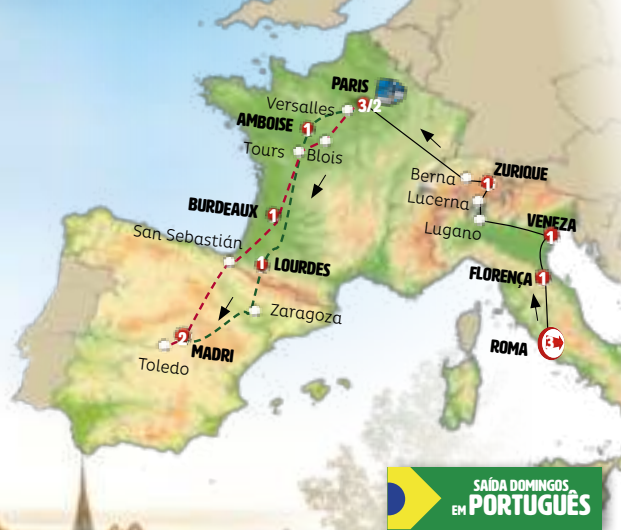 PARIS
Versalles 3/2
AMBOISE 1
Tours Blois
Berna 1 ZURIQUE
Lucerna
BURDEAUX 1
Lugano
VENEZA
1
San Sebastián
1 LOURDES
FLORENÇA 1
Zaragoza
2 MADRI
Toledo
ROMA 3
SAÍDA DOMINGOS
EM PORTUGUÊS